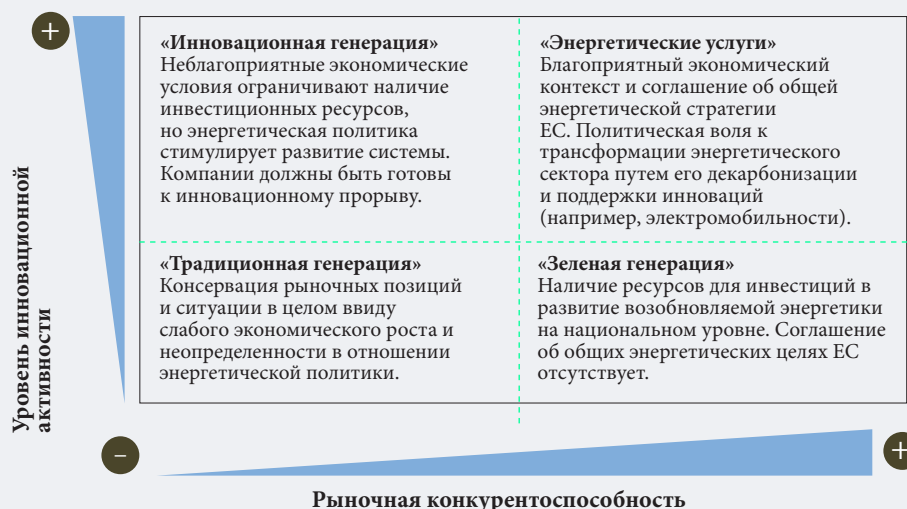 +
«Инновационная генерация»
Неблагоприятные экономические
условия ограничивают наличие
инвестиционных ресурсов,
но энергетическая политика
стимулирует развитие системы.
Компании должны быть готовы
к инновационному прорыву.
«Энергетические услуги»
Благоприятный экономический
контекст и соглашение об общей
энергетической стратегии
ЕС. Политическая воля к
трансформации энергетического
сектора путем его декарбонизации
и поддержки инноваций
(например, электромобильности).
«Традиционная генерация»
Консервация рыночных позиций
и ситуации в целом ввиду
слабого экономического роста и
неопределенности в отношении
энергетической политики.
«Зеленая генерация»
Наличие ресурсов для инвестиций в
развитие возобновляемой энергетики
на национальном уровне. Соглашение
об общих энергетических целях ЕС
отсутствует.
Уровень инновационной
активности
–
+
Рыночная конкурентоспособность